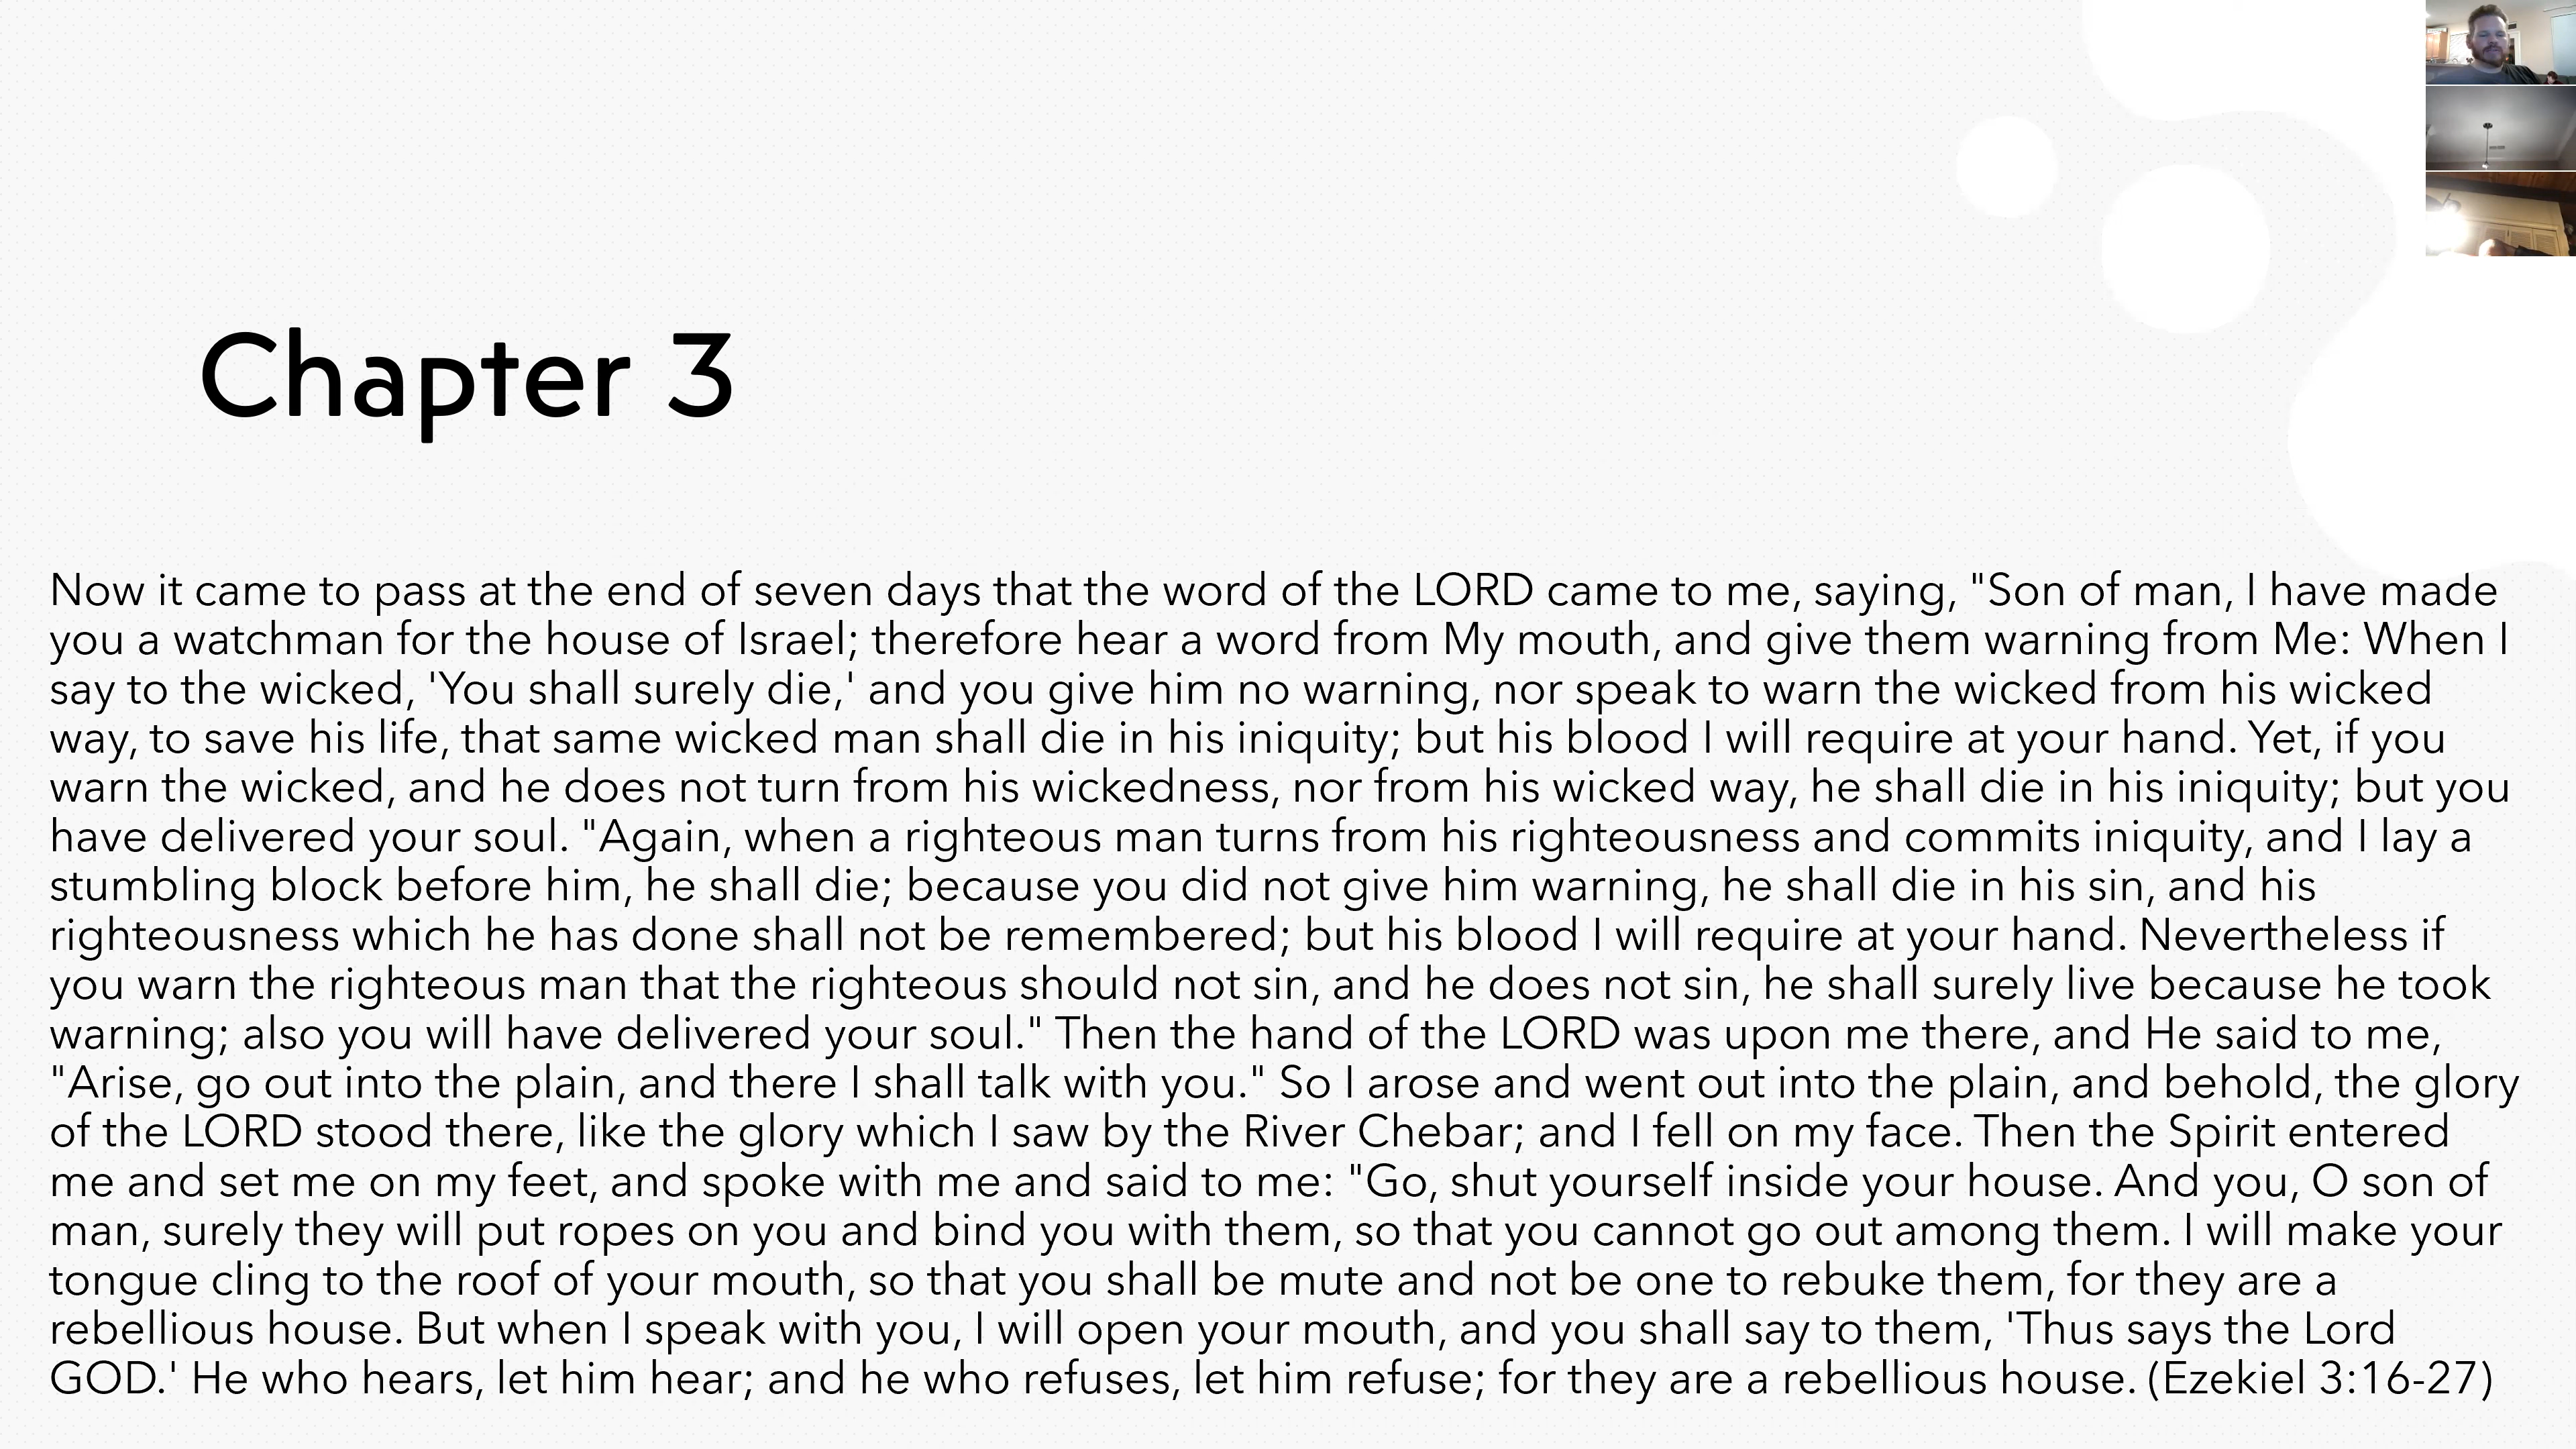 Chapter 3
Now it came to pass at the end of seven days that the word of the LORD came to me, saying, "Son of man, I have made
you a watchman for the house of Israel; therefore hear a word from My mouth, and give them warning from Me: When I
say to the wicked, 'You shall surely die,' and you give him no warning, nor speak to warn the wicked from his wicked
way, to save his life, that same wicked man shall die in his iniquity; but his blood I will require at your hand. Yet, if you
warn the wicked, and he does not turn from his wickedness, nor from his wicked way, he shall die in his iniquity; but you
have delivered your soul. "Again, when a righteous man turns from his righteousness and commits iniquity, and I lay a
stumbling block before him, he shall die; because you did not give him warning, he shall die in his sin, and his
righteousness which he has done shall not be remembered; but his blood I will require at your hand. Nevertheless if
you warn the righteous man that the righteous should not sin, and he does not sin, he shall surely live because he took
warning; also you will have delivered your soul." Then the hand of the LORD was upon me there, and He said to me,
"Arise, go out into the plain, and there I shall talk with you." So I arose and went out into the plain, and behold, the glory
of the LORD stood there, like the glory which I saw by the River Chebar; and I fell on my face. Then the Spirit entered
me and set me on my feet, and spoke with me and said to me: "Go, shut yourself inside your house. And you, O son of
man, surely they will put ropes on you and bind you with them, so that you cannot go out among them. I will make your
tongue cling to the roof of your mouth, so that you shall be mute and not be one to rebuke them, for they are a
rebellious house. But when I speak with you, I will open your mouth, and you shall say to them, 'Thus says the Lord
GOD.' He who hears, let him hear; and he who refuses, let him refuse; for they are a rebellious house. (Ezekiel 3:16-27)